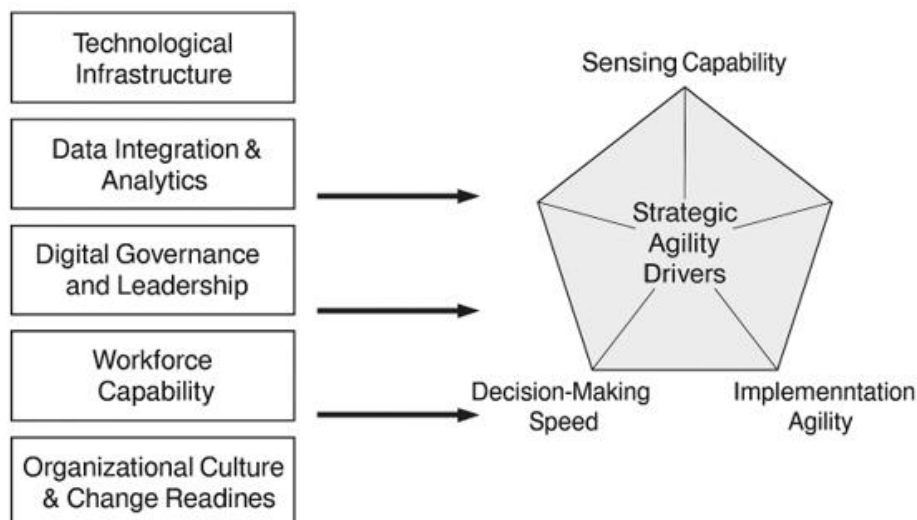 Technological
Infrastructure
Data Integration &
Analytics
Digital Governance
and Leadership
Workforce
Capability
Organizational Culture
& Change Readines
Sensing Capability
Strategic
Agility
Drivers
Decision-Making
Speed
Implemenntation
Agility